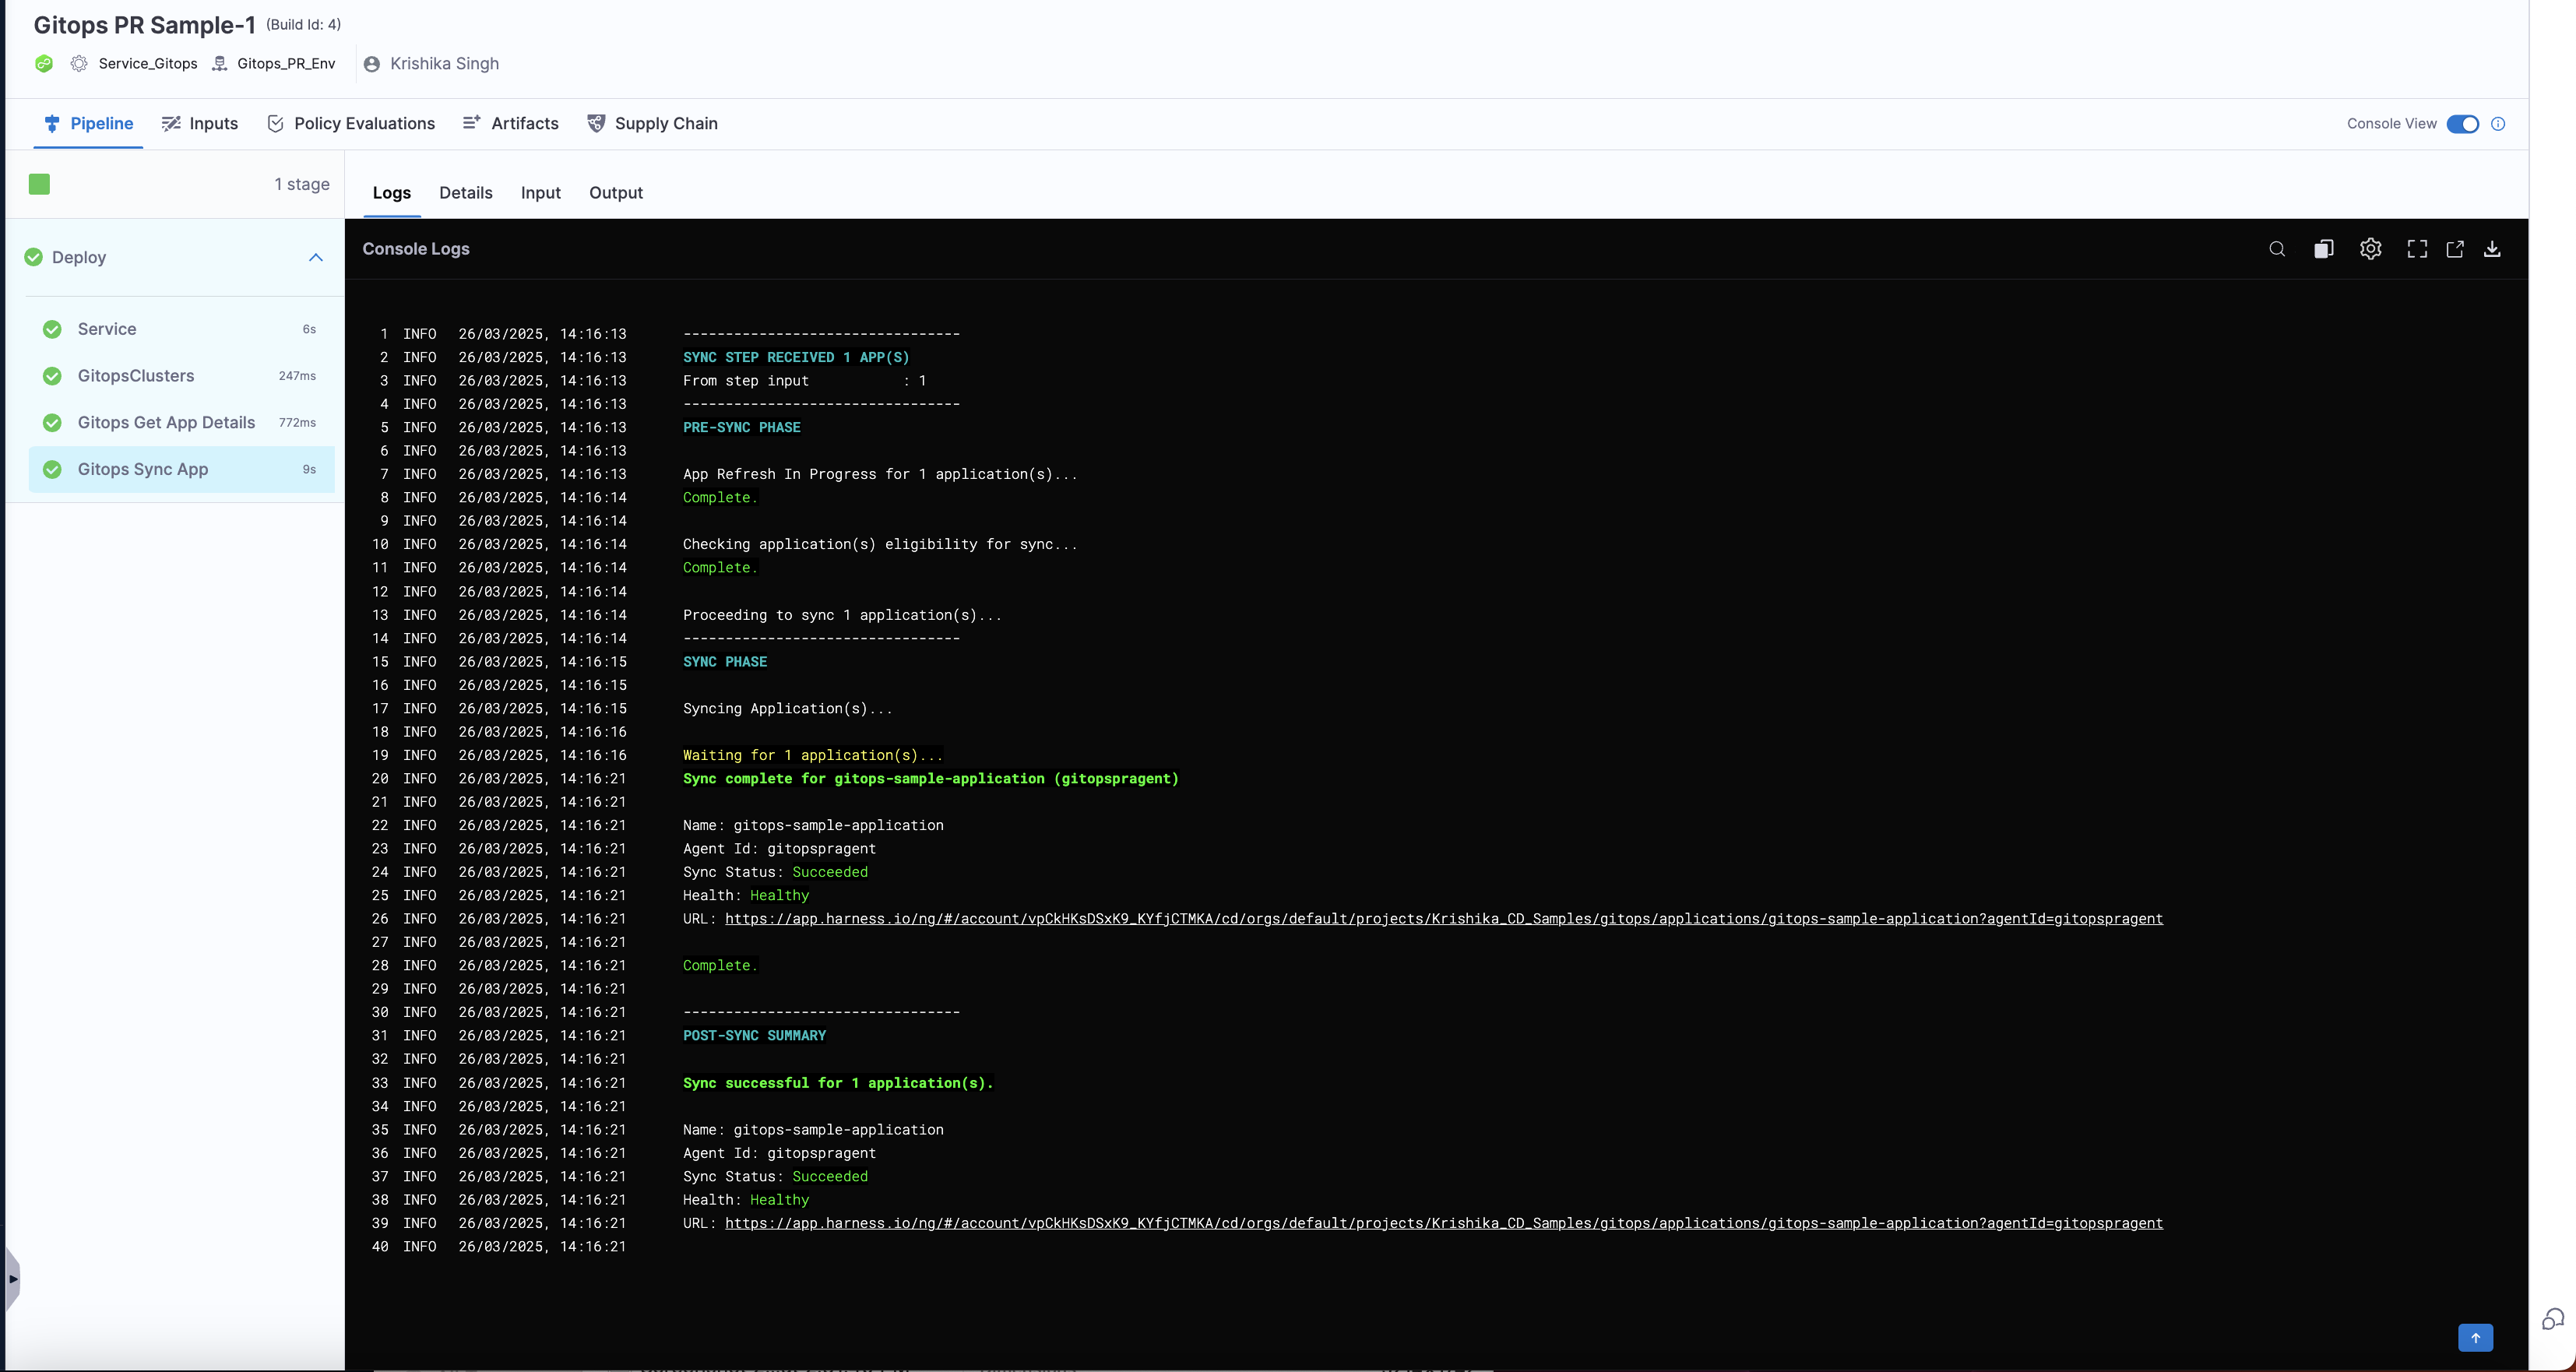 Gitops PR Sample-1 (Build Id: 4)
Service_Gitops Gitops_PR_Env Krishika Singh
Pipeline Inputs Policy Evaluations Artifacts Supply Chain Console View
1 stage
Logs Details Input Output
Deploy
Service 6s
GitopsClusters 247ms
Gitops Get App Details 772ms
Gitops Sync App 9s
Console Logs
1 INFO 26/03/2025, 14:16:13 ---------------------------------
2 INFO 26/03/2025, 14:16:13 SYNC STEP RECEIVED 1 APP(S)
3 INFO 26/03/2025, 14:16:13 From step input : 1
4 INFO 26/03/2025, 14:16:13 ---------------------------------
5 INFO 26/03/2025, 14:16:13 PRE-SYNC PHASE
6 INFO 26/03/2025, 14:16:13
7 INFO 26/03/2025, 14:16:13 App Refresh In Progress for 1 application(s)...
8 INFO 26/03/2025, 14:16:14 Complete.
9 INFO 26/03/2025, 14:16:14
10 INFO 26/03/2025, 14:16:14 Checking application(s) eligibility for sync...
11 INFO 26/03/2025, 14:16:14 Complete.
12 INFO 26/03/2025, 14:16:14
13 INFO 26/03/2025, 14:16:14 Proceeding to sync 1 application(s)...
14 INFO 26/03/2025, 14:16:14 ---------------------------------
15 INFO 26/03/2025, 14:16:15 SYNC PHASE
16 INFO 26/03/2025, 14:16:15
17 INFO 26/03/2025, 14:16:15 Syncing Application(s)...
18 INFO 26/03/2025, 14:16:16
19 INFO 26/03/2025, 14:16:16 Waiting for 1 application(s)...
20 INFO 26/03/2025, 14:16:21 Sync complete for gitops-sample-application (gitopspragent)
21 INFO 26/03/2025, 14:16:21
22 INFO 26/03/2025, 14:16:21 Name: gitops-sample-application
23 INFO 26/03/2025, 14:16:21 Agent Id: gitopspragent
24 INFO 26/03/2025, 14:16:21 Sync Status: Succeeded
25 INFO 26/03/2025, 14:16:21 Health: Healthy
26 INFO 26/03/2025, 14:16:21 URL: https://app.harness.io/ng/#/account/vpCkHKsDSxK9_KYfjCTMKA/cd/orgs/default/projects/Krishika_CD_Samples/gitops/applications/gitops-sample-application?agentId=gitopspragent
27 INFO 26/03/2025, 14:16:21
28 INFO 26/03/2025, 14:16:21 Complete.
29 INFO 26/03/2025, 14:16:21
30 INFO 26/03/2025, 14:16:21 ---------------------------------
31 INFO 26/03/2025, 14:16:21 POST-SYNC SUMMARY
32 INFO 26/03/2025, 14:16:21
33 INFO 26/03/2025, 14:16:21 Sync successful for 1 application(s).
34 INFO 26/03/2025, 14:16:21
35 INFO 26/03/2025, 14:16:21 Name: gitops-sample-application
36 INFO 26/03/2025, 14:16:21 Agent Id: gitopspragent
37 INFO 26/03/2025, 14:16:21 Sync Status: Succeeded
38 INFO 26/03/2025, 14:16:21 Health: Healthy
39 INFO 26/03/2025, 14:16:21 URL: https://app.harness.io/ng/#/account/vpCkHKsDSxK9_KYfjCTMKA/cd/orgs/default/projects/Krishika_CD_Samples/gitops/applications/gitops-sample-application?agentId=gitopspragent
40 INFO 26/03/2025, 14:16:21